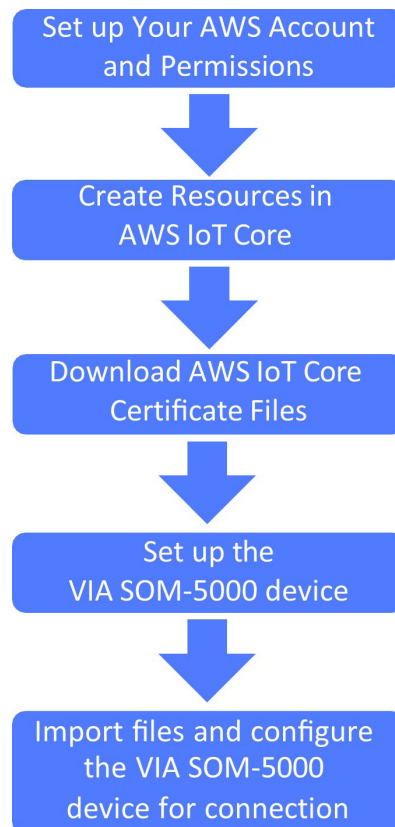 Set up Your AWS Account
and Permissions
Create Resources in
AWS IoT Core
Download AWS IoT Core
Certificate Files
Set up the
VIA SOM-5000 device
Import files and configure
the VIA SOM-5000
device for connection